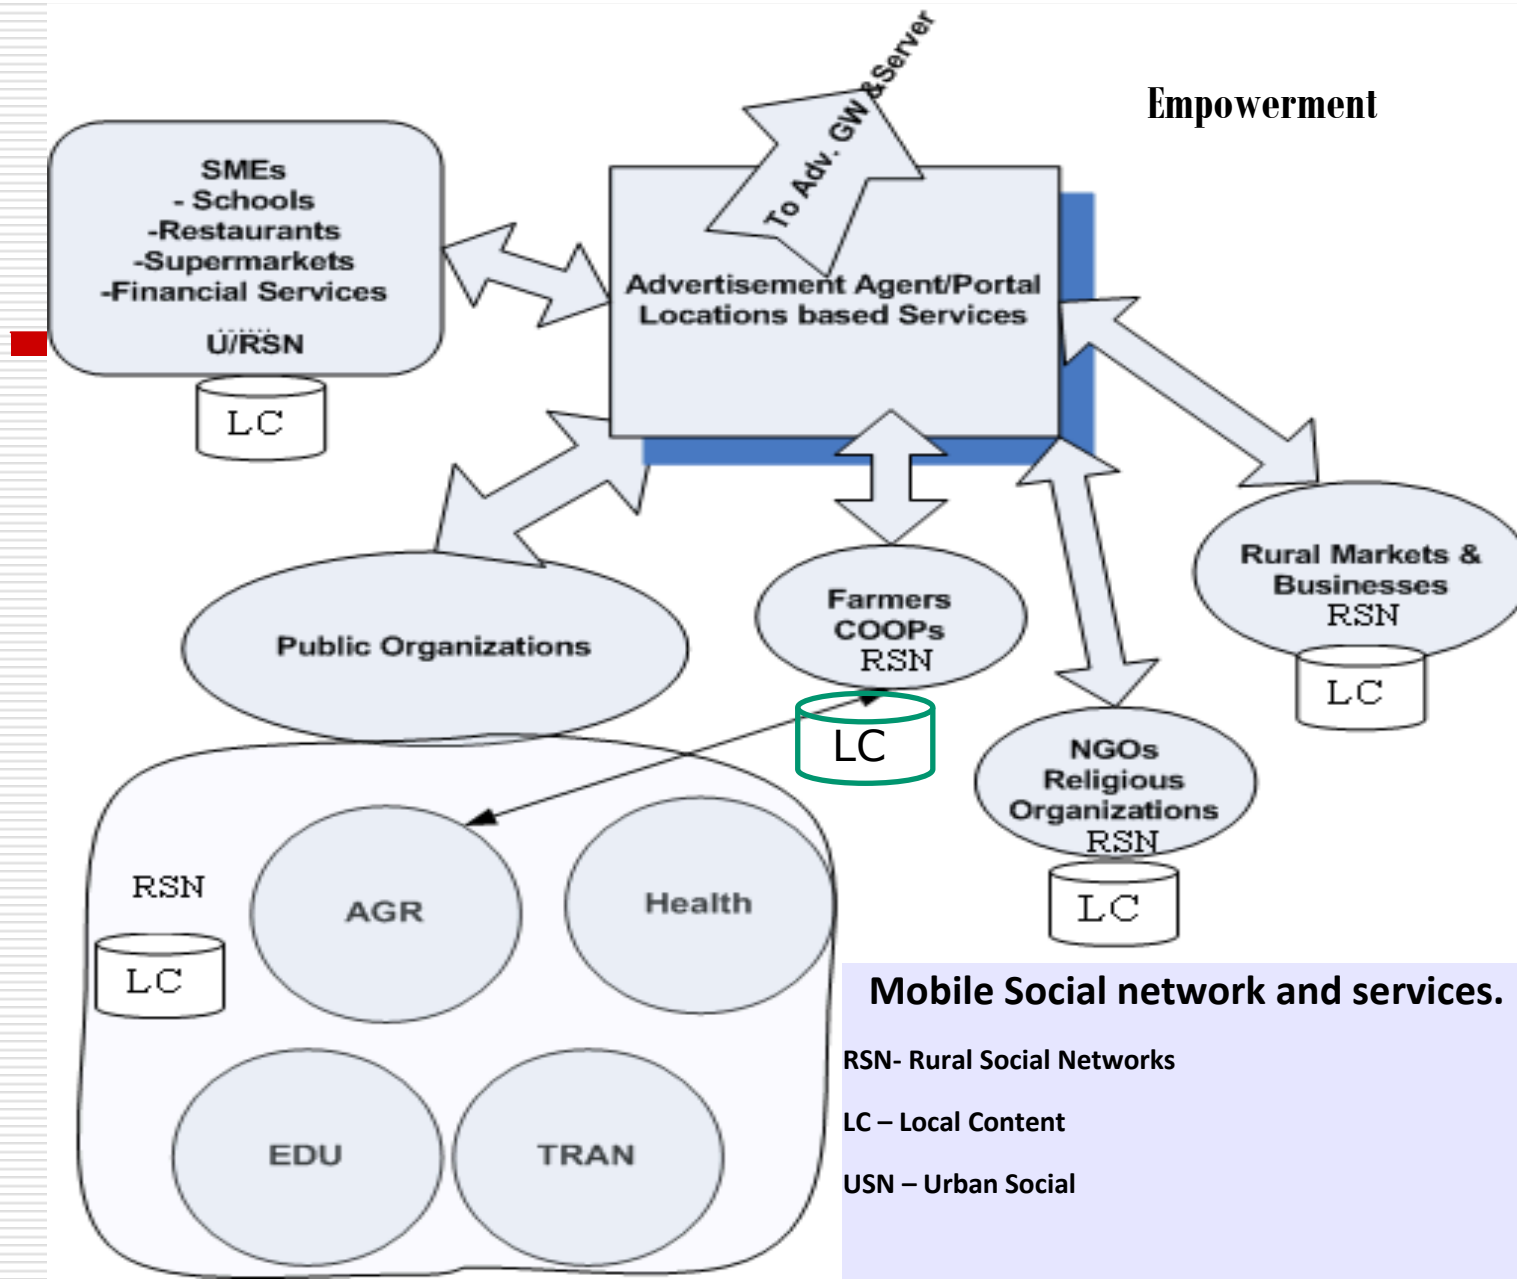 Empowerment
To Adv. GW &Server
SMEs
- Schools
-Restaurants
-Supermarkets
-Financial Services
......
U/RSN
LC
Advertisement Agent/Portal
Locations based Services
Public Organizations
Farmers
COOPs
RSN
LC
Rural Markets &
Businesses
RSN
LC
NGOs
Religious
Organizations
RSN
LC
RSN
LC
AGR
Health
EDU
TRAN
Mobile Social network and services.
RSN- Rural Social Networks
LC – Local Content
USN – Urban Social